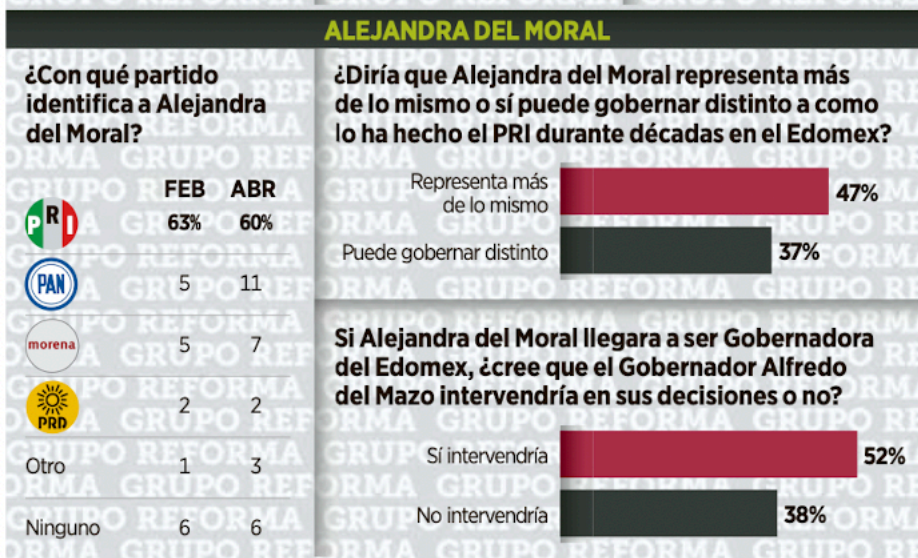 ALEJANDRA DEL MORAL
¿Con qué partido
identifica a Alejandra
del Moral?
FEB ABR
PRI 63% 60%
PAN 5 11
morena 5 7
PRD 2 2
Otro 1 3
Ninguno 6 6
¿Diría que Alejandra del Moral representa más
de lo mismo o sí puede gobernar distinto a como
lo ha hecho el PRI durante décadas en el Edomex?
Representa más
de lo mismo
47%
Puede gobernar distinto 37%
Si Alejandra del Moral llegara a ser Gobernadora
del Edomex, ¿cree que el Gobernador Alfredo
del Mazo intervendría en sus decisiones o no?
Sí intervendría 52%
No intervendría 38%
GRUPO REFORMA